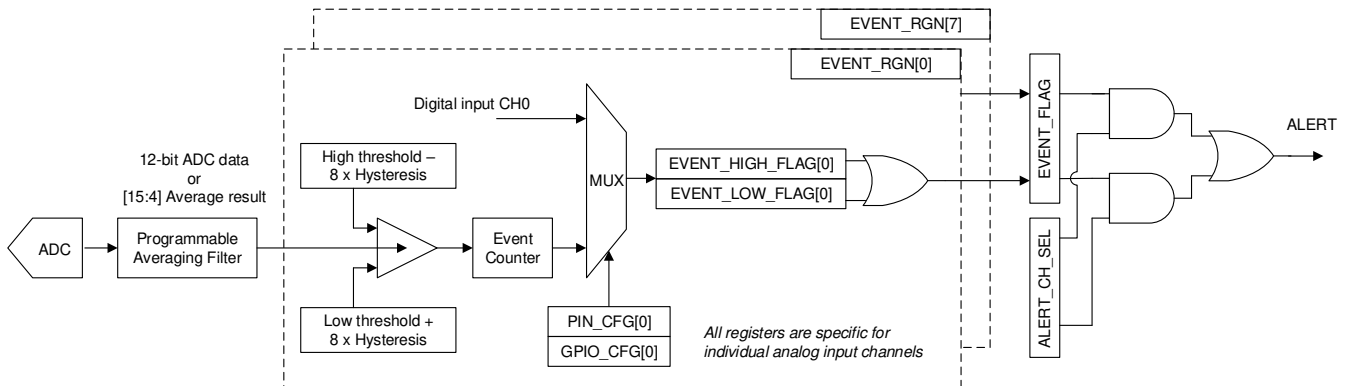 EVENT_RGN[7]
EVENT_RGN[0]
Digital input CH0
ALERT
12-bit ADC data
or
[15:4] Average result
High threshold –
8 x Hysteresis
MUX
EVENT_HIGH_FLAG[0]
EVENT_LOW_FLAG[0]
EVENT_FLAG
ADC
Programmable
Averaging Filter
Event
Counter
Low threshold +
8 x Hysteresis
PIN_CFG[0]
GPIO_CFG[0]
All registers are specific for
individual analog input channels
ALERT_CH_SEL